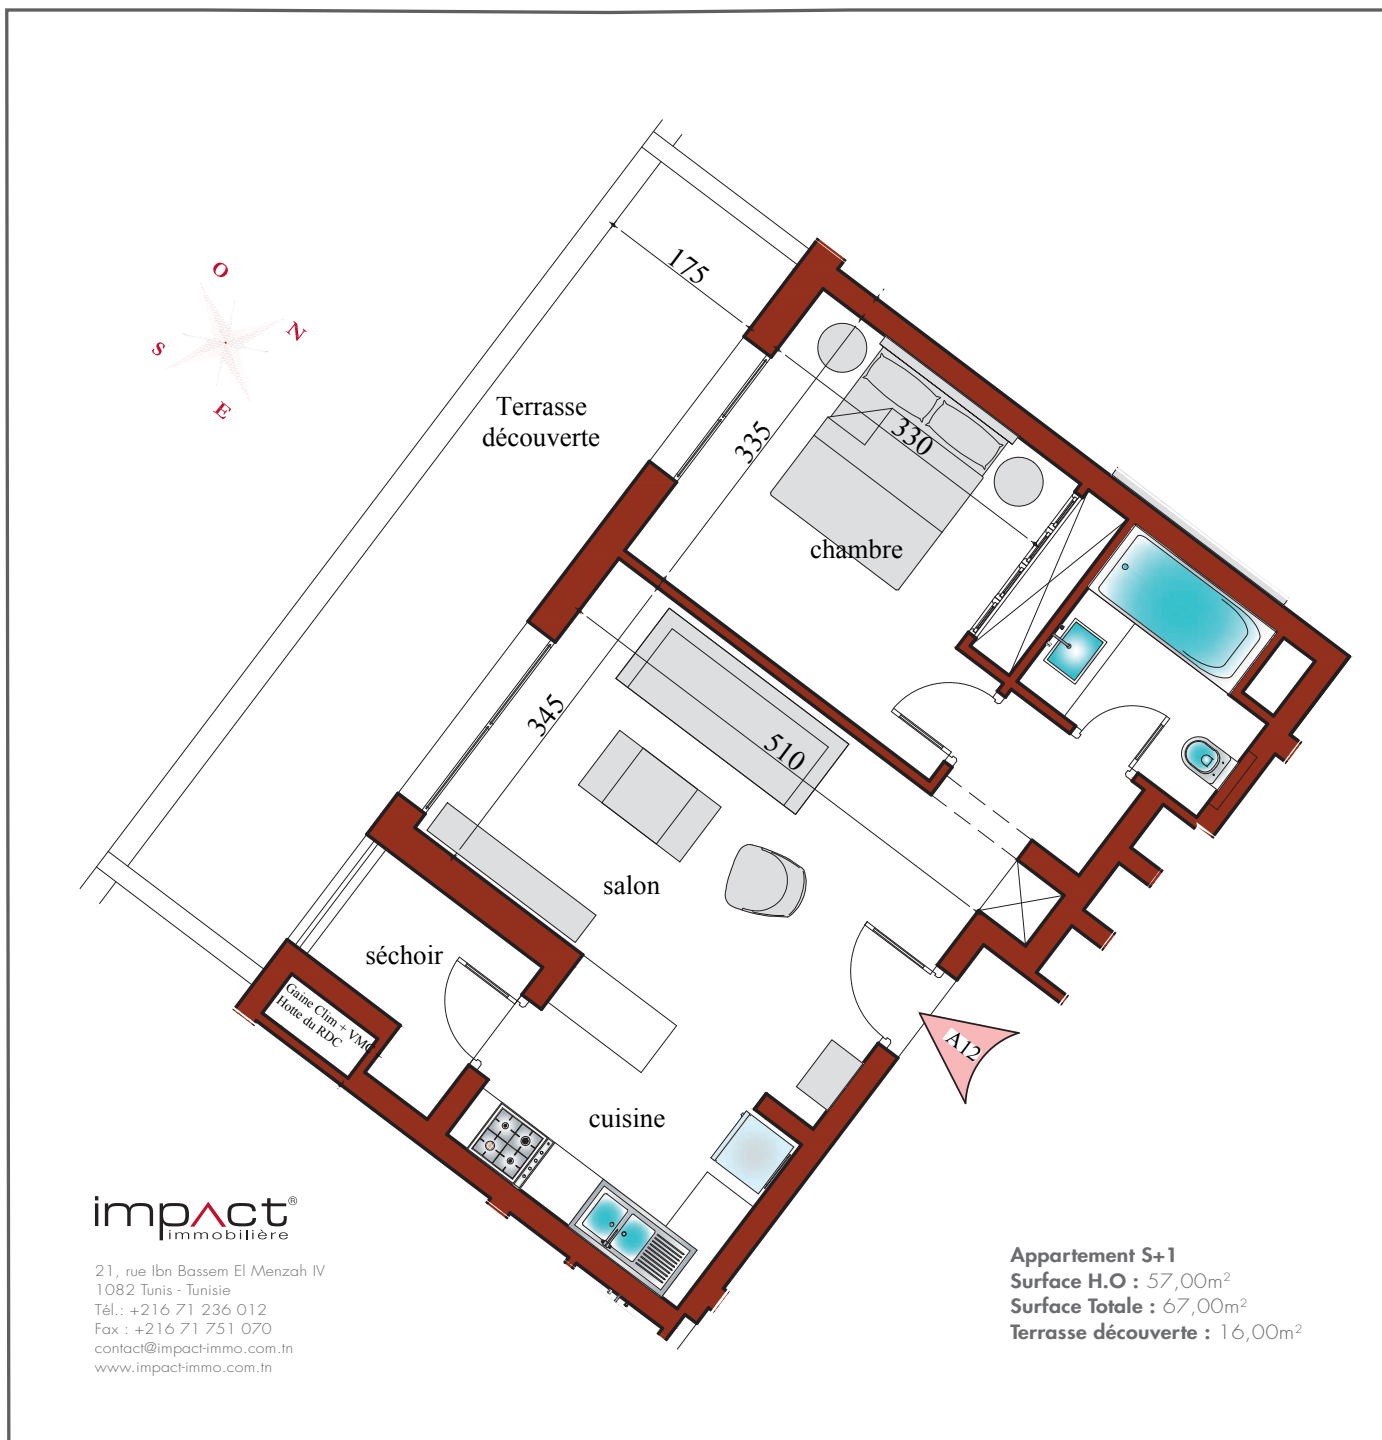 O
N
S
E
175
Terrasse
découverte
335
330
chambre
345
510
salon
séchoir
Gaine Clim + VMC
Hotte du RDC
A12
cuisine
impact®
immobilière
21, rue Ibn Bassem El Menzah IV
1082 Tunis - Tunisie
Tél.: +216 71 236 012
Fax : +216 71 751 070
contact@impact-immo.com.tn
www.impact-immo.com.tn
Appartement S+1
Surface H.O : 57,00m²
Surface Totale : 67,00m²
Terrasse découverte : 16,00m²